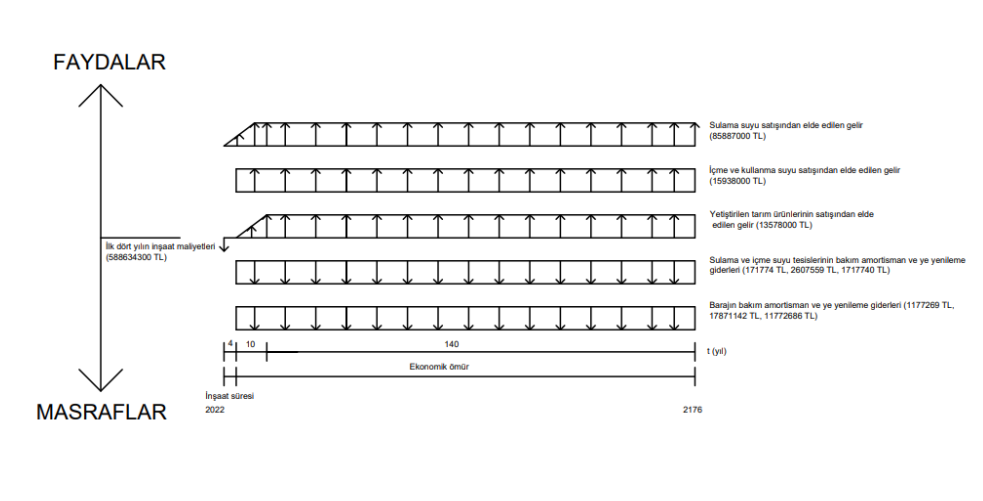 FAYDALAR
Sulama suyu satışından elde edilen gelir
(85887000 TL)
İçme ve kullanma suyu satışından elde edilen gelir
(15938000 TL)
Yetiştirilen tarım ürünlerinin satışından elde
edilen gelir (13578000 TL)
İlk dört yılın inşaat maliyetleri
(588634300 TL)
Sulama ve içme suyu tesislerinin bakım amortisman ve ye yenileme
giderleri (171774 TL, 2607559 TL, 1717740 TL)
Barajın bakım amortisman ve ye yenileme giderleri (1177269 TL,
17871142 TL, 11772686 TL)
4 10 140 t (yıl)
Ekonomik ömür
İnşaat süresi
2022 2176
MASRAFLAR